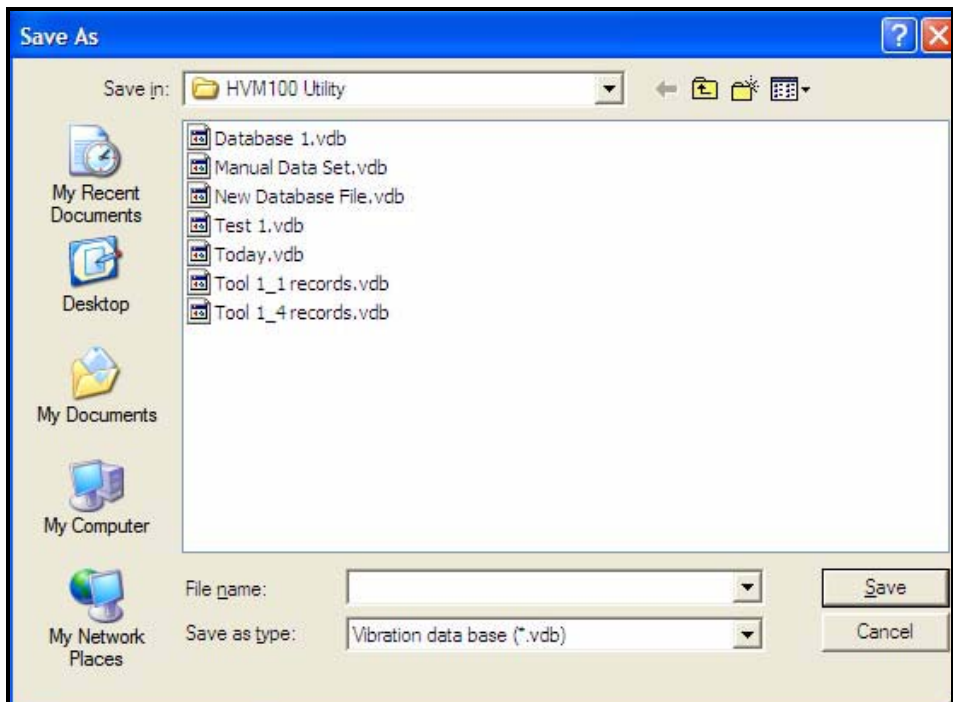 Save As
Save in: HVM100 Utility
My Recent
Documents
Desktop
My Documents
My Computer
My Network
Places
Database 1.vdb
Manual Data Set.vdb
New Database File.vdb
Test 1.vdb
Today.vdb
Tool 1_1 records.vdb
Tool 1_4 records.vdb
File name:
Save
Save as type: Vibration data base (*.vdb)
Cancel